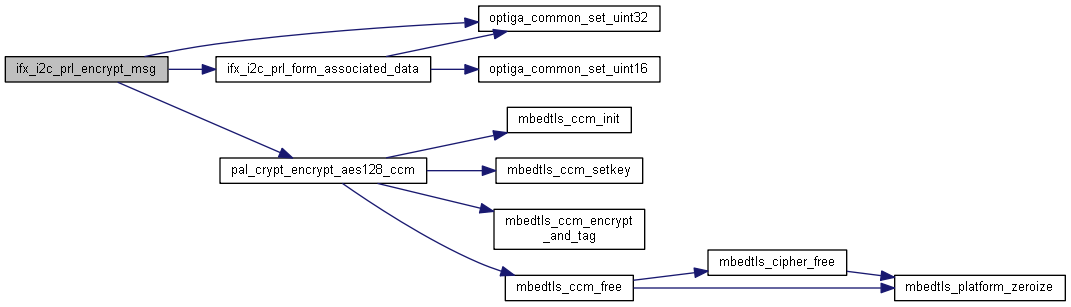 optiga_common_set_uint32
ifx_i2c_prl_encrypt_msg
ifx_i2c_prl_form_associated_data
optiga_common_set_uint16
mbedtls_ccm_init
pal_crypt_encrypt_aes128_ccm
mbedtls_ccm_setkey
mbedtls_ccm_encrypt
_and_tag
mbedtls_cipher_free
mbedtls_ccm_free
mbedtls_platform_zeroize